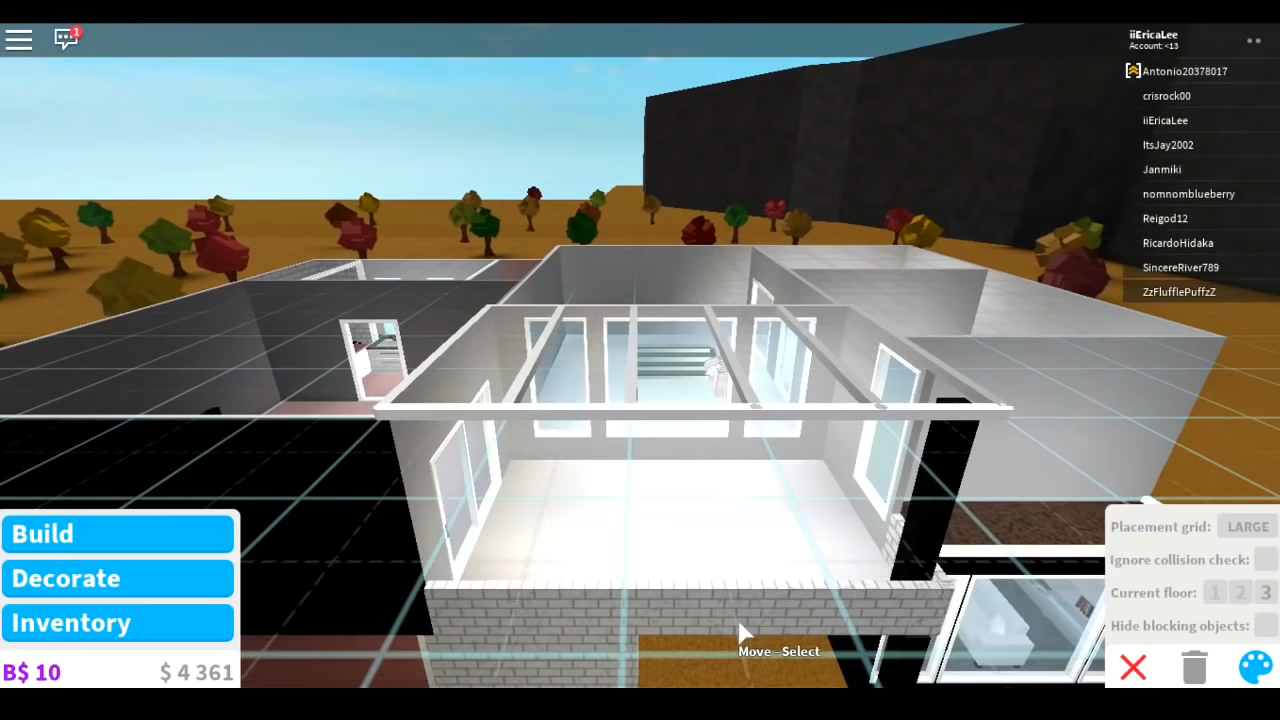 1
iiEricaLee
Account: <13
Antonio20378017
crisrock00
iiEricaLee
ItsJay2002
Janmiki
nomnomblueberry
Reigod12
RicardoHidaka
SincereRiver789
ZzFlufflePuffzZ
Build
Decorate
Inventory
B$ 10 $ 4 361
Move - Select
Placement grid: LARGE
Ignore collision check:
Current floor: 1 2 3
Hide blocking objects: